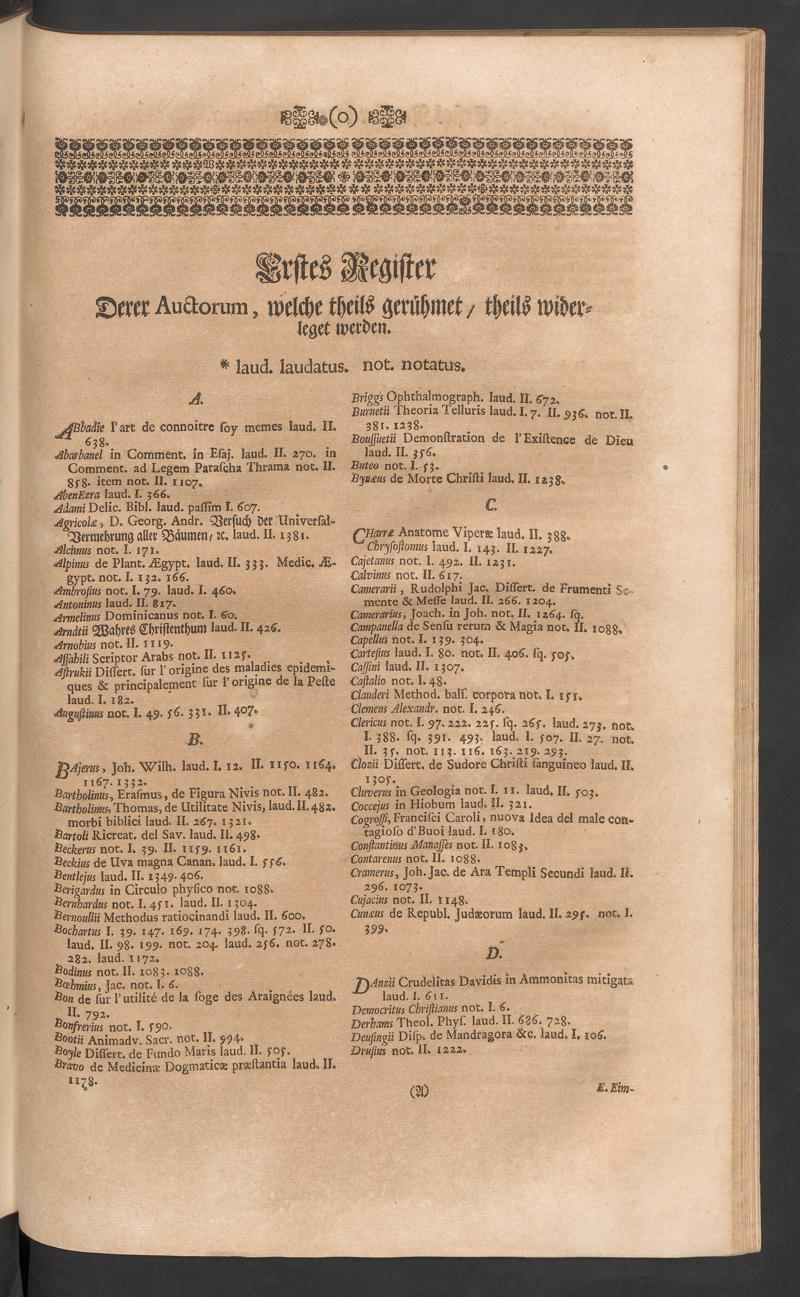 (o)
Erstes Register
Derer Auctorum, welche theils gerühmet / theils wider-
leget werden.
* laud. laudatus. not. notatus.
A.
ABbadie l'art de connoitre soy memes laud. II.
638.
Abarbanel in Comment. in Esaj. laud. II. 270. in
Comment. ad Legem Parascha Thrama not. II.
858. item not. II. 1107.
AbenEzra laud. I. 366.
Adami Delic. Bibl. laud. passim I. 607.
Agricolæ, D. Georg. Andr. Versuch der Universal-
Vermehrung aller Bäumen/ ꝛc. laud. II. 1381.
Alcimus not. I. 171.
Alpinus de Plant. Ægypt. laud. II. 333. Medic. Æ-
gypt. not. I. 132. 166.
Ambrosius not. I. 79. laud. I. 460.
Antoninus laud. II. 817.
Armelinus Dominicanus not. I. 60.
Arndtii Wahres Christenthum laud. II. 426.
Arnobius not. II. 1119.
Assabili Scriptor Arabs not. II. 1125.
Astrukii Dissert. sur l'origine des maladies epidemi-
ques & principalement sur l'origine de la Peste
laud. I. 182.
Augustinus not. I. 49. 56. 331. II. 407.
B.
BAjerus, Joh. Wilh. laud. I. 12. II. 1150. 1164.
1167. 1332.
Bartholinus, Erasmus, de Figura Nivis not. II. 482.
Bartholinus, Thomas, de Utilitate Nivis, laud. II. 482.
morbi biblici laud. II. 267. 1321.
Bartoli Ricreat. del Sav. laud. II. 498.
Beckerus not. I. 39. II. 1159. 1161.
Beckius de Uva magna Canan. laud. I. 556.
Bentlejus laud. II. 1349. 406.
Berigardus in Circulo physico not. 1088.
Bernhardus not. I. 451. laud. II. 1304.
Bernoullii Methodus ratiocinandi laud. II. 600.
Bochartus I. 39. 147. 169. 174. 398. sq. 572. II. 50.
laud. II. 98. 199. not. 204. laud. 256. not. 278.
282. laud. 1172.
Bodinus not. II. 1083. 1088.
Bœhmius, Jac. not. I. 6.
Bon de sur l'utilité de la soge des Araignées laud.
II. 792.
Bonfrerius not. I. 590.
Bootii Animadv. Sacr. not. II. 994.
Boyle Dissert. de Fundo Maris laud. II. 505.
Bravo de Medicinæ Dogmaticæ præstantia laud. II.
1178.
Briggs Ophthalmograph. laud. II. 672.
Burnetii Theoria Telluris laud. I. 7. II. 936. not. II.
381. 1238.
Boussuetii Demonstration de l'Existence de Dieu
laud. II. 356.
Buteo not. I. 53.
Bynæus de Morte Christi laud. II. 1238.
C.
CHarræ Anatome Viperæ laud. II. 388.
Chrysostomus laud. I. 143. II. 1227.
Cajetanus not. I. 492. II. 1231.
Calvinus not. II. 617.
Camerarii, Rudolphi Jac. Dissert. de Frumenti Se-
mente & Messe laud. II. 266. 1204.
Camerarius, Joach. in Joh. not. II. 1264. sq.
Campanella de Sensu rerum & Magia not. II. 1088.
Capellus not. I. 139. 304.
Cartesius laud. I. 80. not. II. 406. sq. 505.
Cassini laud. II. 1307.
Castalio not. I. 48.
Clauderi Method. bals. corpora not. I. 151.
Clemens Alexandr. not. I. 246.
Clericus not. I. 97. 222. 225. sq. 265. laud. 273. not.
I. 388. sq. 391. 493. laud. I. 507. II. 27. not.
II. 35. not. 113. 116. 163. 219. 293.
Clozii Dissert. de Sudore Christi sanguineo laud. II.
1305.
Cluverus in Geologia not. I. 11. laud. II. 503.
Coccejus in Hiobum laud. II. 321.
Cogrossi, Francisci Caroli, nuova Idea del male con-
tagioso d'Buoi laud. I. 180.
Constantinus Manasses not. II. 1083.
Contarenus not. II. 1088.
Cramerus, Joh. Jac. de Ara Templi Secundi laud. II.
296. 1073.
Cujacius not. II. 1148.
Cunæus de Republ. Judæorum laud. II. 295. not. I.
399.
D.
DAnzii Crudelitas Davidis in Ammonitas mitigata
laud. I. 611.
Democritus Christianus not. I. 6.
Derhams Theol. Phys. laud. II. 686. 728.
Deusingii Disp. de Mandragora &c. laud. I. 106.
Drusius not. II. 1222.
(A)
E. Eim-